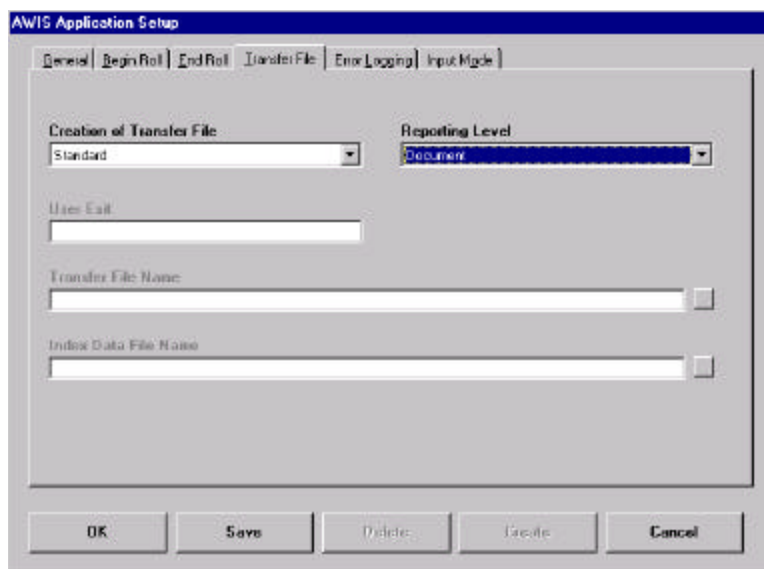 AWIS Application Setup
General Begin Roll End Roll Transfer File Error Logging Input Mode
Creation of Transfer File Reporting Level
Standard Document
User Exit
Transfer File Name
Index Data File Name
OK Save Delete Create Cancel